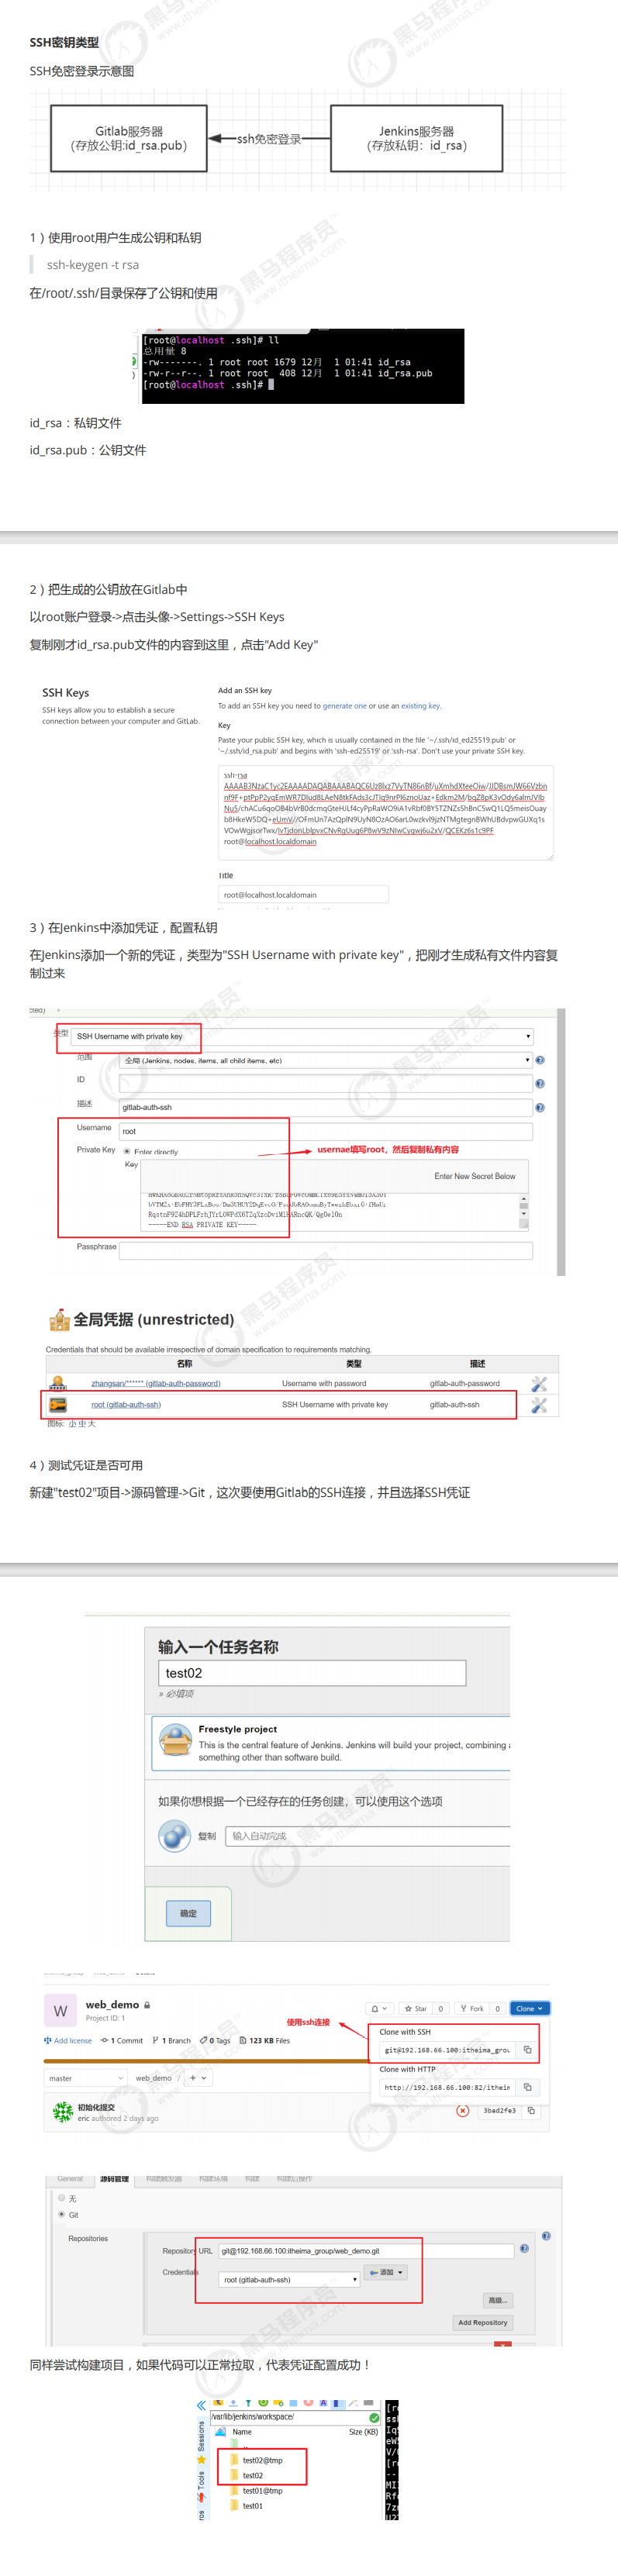 SSH密钥类型
SSH免密登录示意图
Gitlab服务器
(存放公钥:id_rsa.pub)
ssh免密登录
Jenkins服务器
(存放私钥：id_rsa)
1）使用root用户生成公钥和私钥
ssh-keygen -t rsa
在/root/.ssh/目录保存了公钥和使用
[root@localhost .ssh]# ll
总用量 8
-rw-------. 1 root root 1679 12月  1 01:41 id_rsa
-rw-r--r--. 1 root root  408 12月  1 01:41 id_rsa.pub
[root@localhost .ssh]#
id_rsa：私钥文件
id_rsa.pub：公钥文件
2）把生成的公钥放在Gitlab中
以root账户登录->点击头像->Settings->SSH Keys
复制刚才id_rsa.pub文件的内容到这里，点击"Add Key"
SSH Keys
SSH keys allow you to establish a secure
connection between your computer and GitLab.
Add an SSH key
To add an SSH key you need to generate one or use an existing key.
Key
Paste your public SSH key, which is usually contained in the file '~/.ssh/id_ed25519.pub' or
'~/.ssh/id_rsa.pub' and begins with 'ssh-ed25519' or 'ssh-rsa'. Don't use your private SSH key.
ssh-rsa
root@localhost.localdomain
Title
root@localhost.localdomain
3）在Jenkins中添加凭证，配置私钥
在Jenkins添加一个新的凭证，类型为"SSH Username with private key"，把刚才生成私有文件内容复
制过来
类型 SSH Username with private key
范围 全局 (Jenkins, nodes, items, all child items, etc)
ID
描述 gitlab-auth-ssh
Username root
Private Key Enter directly
usernae填写root，然后复制私有内容
Key
Enter New Secret Below
-----END RSA PRIVATE KEY-----
Passphrase
全局凭据 (unrestricted)
Credentials that should be available irrespective of domain specification to requirements matching.
名称 类型 描述
zhangsan/****** (gitlab-auth-password) Username with password gitlab-auth-password
root (gitlab-auth-ssh) SSH Username with private key gitlab-auth-ssh
图标: 小 中 大
4）测试凭证是否可用
新建"test02"项目->源码管理->Git，这次要使用Gitlab的SSH连接，并且选择SSH凭证
输入一个任务名称
test02
» 必填项
Freestyle project
This is the central feature of Jenkins. Jenkins will build your project, combining
something other than software build.
如果你想根据一个已经存在的任务创建，可以使用这个选项
复制 输入自动完成
确定
W
web_demo
Project ID: 1
Star 0 Fork 0 Clone
使用ssh连接
Clone with SSH
git@192.168.66.100:itheima_grou
Add license 1 Commit 1 Branch 0 Tags 123 KB Files
Clone with HTTP
http://192.168.66.100:82/itheim
master web_demo / +
初始化提交
eric authored 2 days ago
3bad2fe3
General 源码管理 构建触发器 构建环境 构建 构建后操作
无
Git
Repositories
Repository URL git@192.168.66.100:itheima_group/web_demo.git
Credentials root (gitlab-auth-ssh) 添加
高级...
Add Repository
同样尝试构建项目，如果代码可以正常拉取，代表凭证配置成功！
/var/lib/jenkins/workspace/
Name Size (KB)
..
test02@tmp
test02
test01@tmp
test01
Sessions
Tools
黑马程序员
www.itheima.com